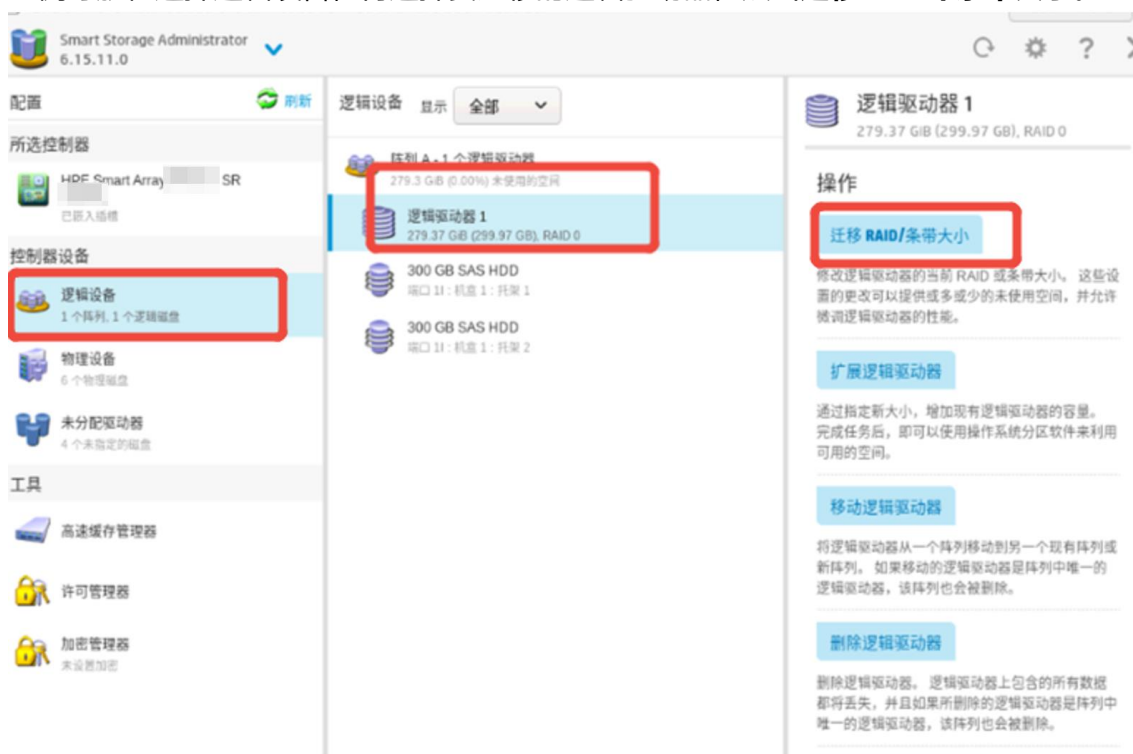 Smart Storage Administrator
6.15.11.0
?
配置
刷新
所选控制器
HPE Smart Array
SR
已嵌入插槽
控制器设备
逻辑设备
1 个阵列, 1 个逻辑磁盘
物理设备
6 个物理磁盘
未分配驱动器
4 个未指定的磁盘
工具
高速缓存管理器
许可管理器
加密管理器
未设置加密
逻辑设备
显示
全部
阵列 A - 1 个逻辑驱动器
279.3 GiB (0.00%) 未使用的空间
逻辑驱动器 1
279.37 GiB (299.97 GB), RAID 0
300 GB SAS HDD
端口 1I : 机盒 1 : 托架 1
300 GB SAS HDD
端口 1I : 机盒 1 : 托架 2
逻辑驱动器 1
279.37 GiB (299.97 GB), RAID 0
操作
迁移 RAID/条带大小
修改逻辑驱动器的当前 RAID 或条带大小。 这些设
置的更改可以提供或多或少的未使用空间，并允许
微调逻辑驱动器的性能。
扩展逻辑驱动器
通过指定新大小，增加现有逻辑驱动器的容量。
完成任务后，即可以使用操作系统分区软件来利用
可用的空间。
移动逻辑驱动器
将逻辑驱动器从一个阵列移动到另一个现有阵列或
新阵列。 如果移动的逻辑驱动器是阵列中唯一的
逻辑驱动器，该阵列也会被删除。
删除逻辑驱动器
删除逻辑驱动器。 逻辑驱动器上包含的所有数据
都将丢失，并且如果所删除的逻辑驱动器是阵列中
唯一的逻辑驱动器，该阵列也会被删除。